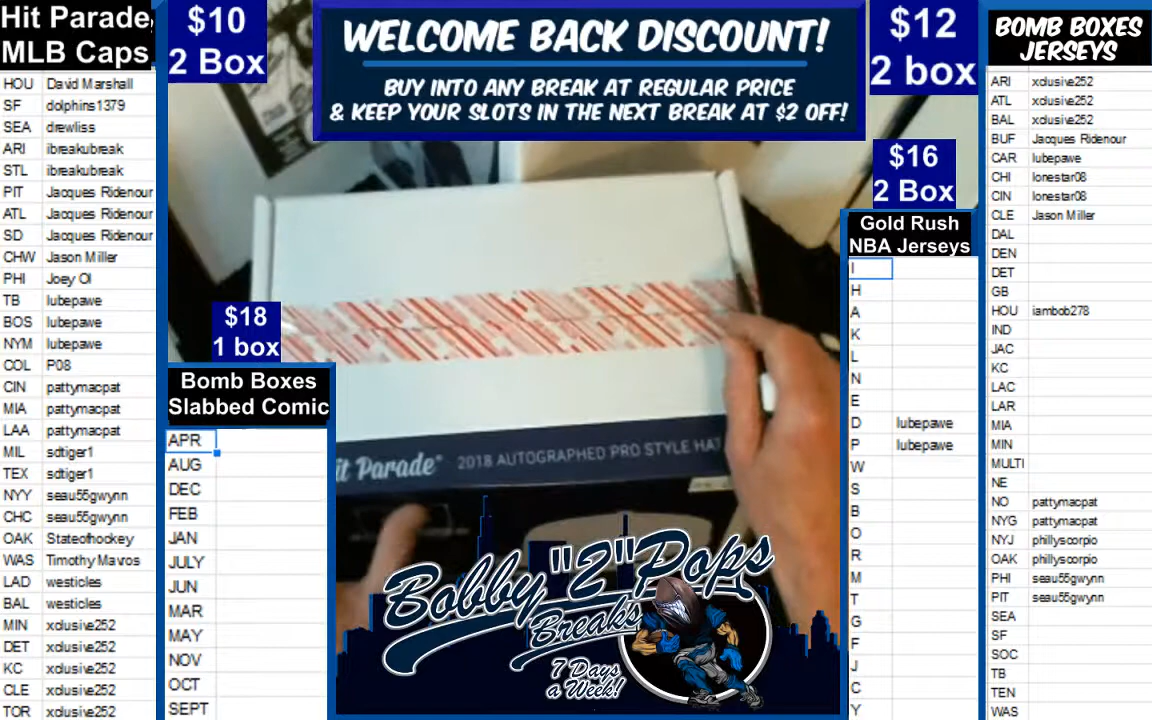 Hit Parade
MLB Caps
HOU David Marshall
SF dolphins1379
SEA drewliss
ARI ibreakubreak
STL ibreakubreak
PIT Jacques Ridenour
ATL Jacques Ridenour
SD Jacques Ridenour
CHW Jason Miller
PHI Joey Ol
TB lubepawe
BOS lubepawe
NYM lubepawe
COL P08
CIN pattymacpat
MIA pattymacpat
LAA pattymacpat
MIL sdtiger1
TEX sdtiger1
NYY seau55gwynn
CHC seau55gwynn
OAK Stateofhockey
WAS Timothy Mavros
LAD westicles
BAL westicles
MIN xclusive252
DET xclusive252
KC xclusive252
CLE xclusive252
TOR xclusive252
$10
2 Box
WELCOME BACK DISCOUNT!
BUY INTO ANY BREAK AT REGULAR PRICE
& KEEP YOUR SLOTS IN THE NEXT BREAK AT $2 OFF!
$12
2 box
$16
2 Box
$18
1 box
Bomb Boxes
Slabbed Comic
APR
AUG
DEC
FEB
JAN
JULY
JUN
MAR
MAY
NOV
OCT
SEPT
it Parade® 2018 AUTOGRAPHED PRO STYLE HAT
Bobby "2" Pops
Breaks
7 Days
a Week!
Gold Rush
NBA Jerseys
I
H
A
K
L
N
E
D lubepawe
P lubepawe
W
S
B
O
R
M
T
G
F
J
C
Y
BOMB BOXES
JERSEYS
ARI xclusive252
ATL xclusive252
BAL xclusive252
BUF Jacques Ridenour
CAR lubepawe
CHI lonestar08
CIN lonestar08
CLE Jason Miller
DAL
DEN
DET
GB
HOU iambob278
IND
JAC
KC
LAC
LAR
MIA
MIN
MULTI
NE
NO pattymacpat
NYG pattymacpat
NYJ phillyscorpio
OAK phillyscorpio
PHI seau55gwynn
PIT seau55gwynn
SEA
SF
SOC
TB
TEN
WAS